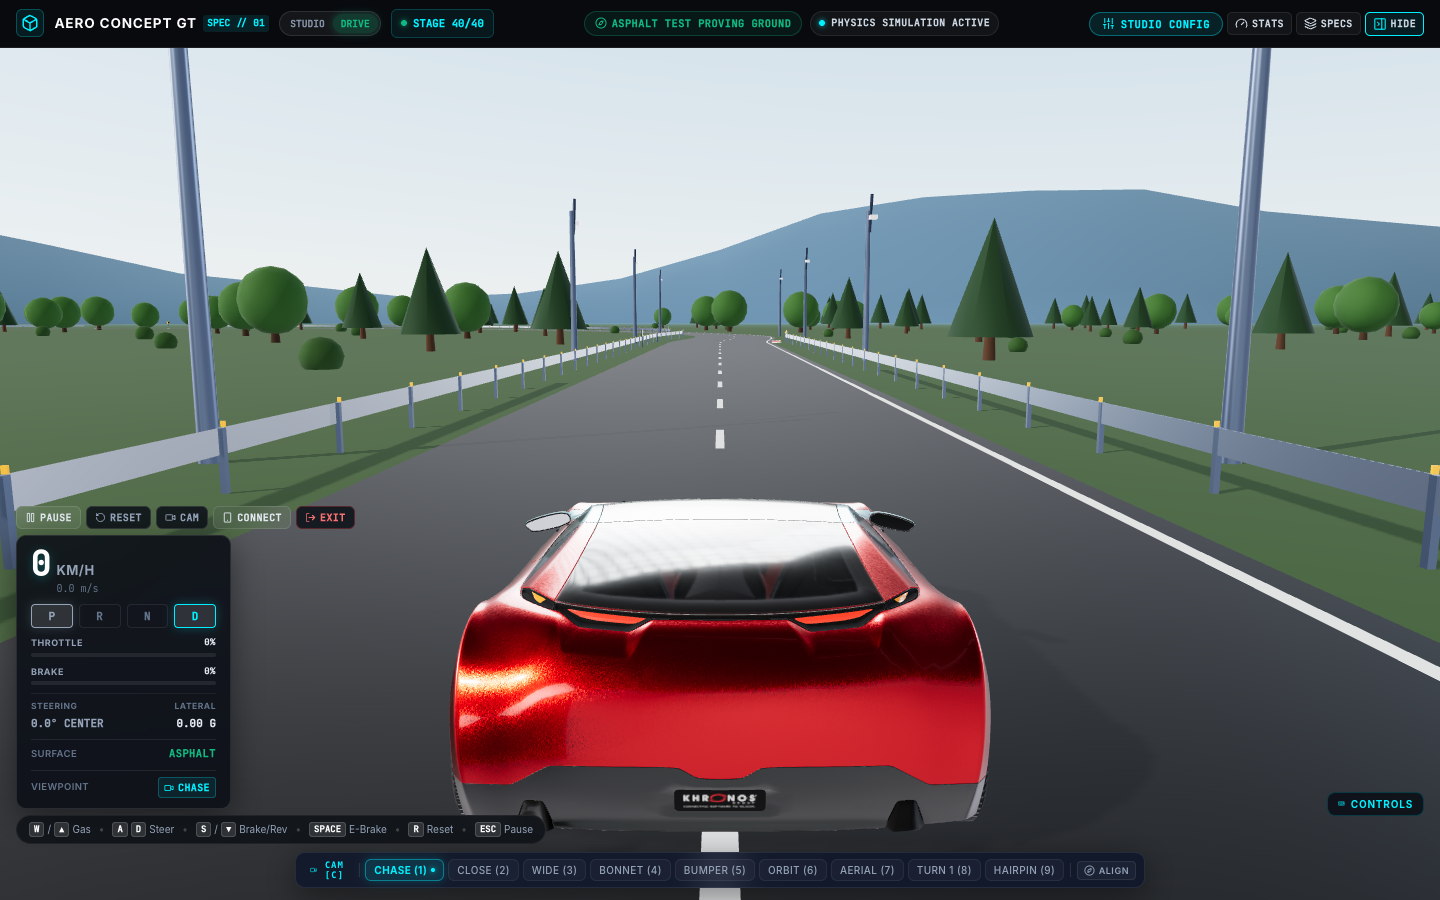 AERO CONCEPT GT SPEC // 01 STUDIO DRIVE STAGE 40/40 ASPHALT TEST PROVING GROUND PHYSICS SIMULATION ACTIVE STUDIO CONFIG STATS SPECS HIDE
PAUSE RESET CAM CONNECT EXIT
0 KM/H
0.0 m/s
P R N D
THROTTLE 0%
BRAKE 0%
STEERING LATERAL
0.0° CENTER 0.00 G
SURFACE ASPHALT
VIEWPOINT CHASE
KHRONOS
CONTROLS
W / ▲ Gas • A D Steer • S / ▼ Brake/Rev • SPACE E-Brake • R Reset • ESC Pause
CAM [C] CHASE (1) CLOSE (2) WIDE (3) BONNET (4) BUMPER (5) ORBIT (6) AERIAL (7) TURN 1 (8) HAIRPIN (9) ALIGN